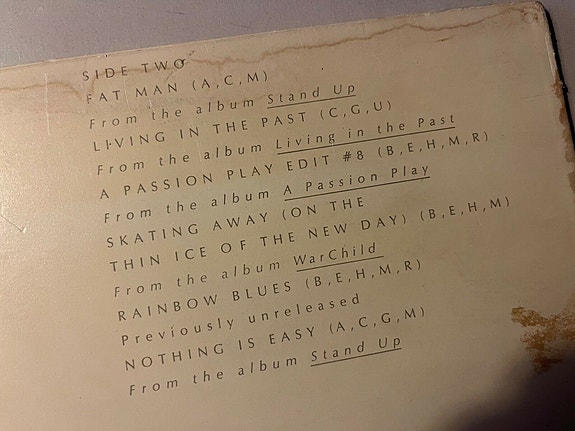 SIDE TWO
FAT MAN (A,C,M)
From the album Stand Up
LIVING IN THE PAST (C,G,U)
From the album Living in the Past
A PASSION PLAY EDIT #8 (B,E,H,M,R)
From the album A Passion Play
SKATING AWAY (ON THE
THIN ICE OF THE NEW DAY) (B,E,H,M)
From the album WarChild
RAINBOW BLUES (B,E,H,M,R)
Previously unreleased
NOTHING IS EASY (A,C,G,M)
From the album Stand Up